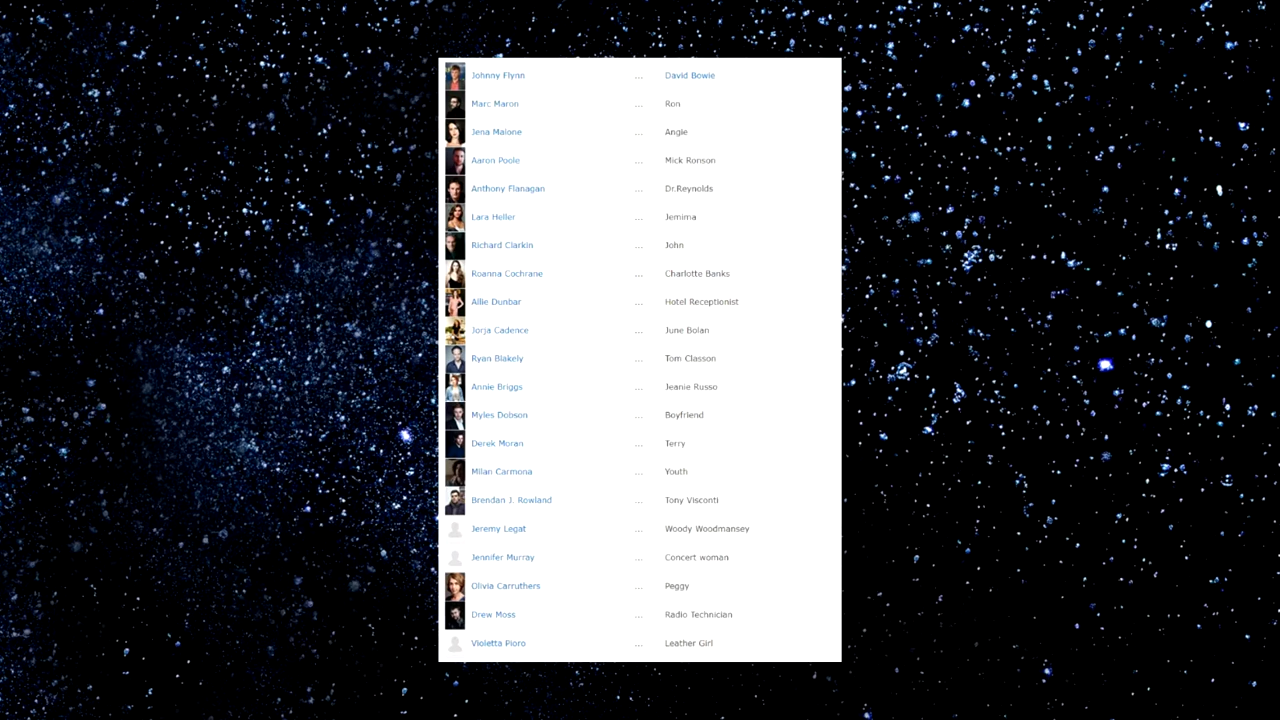 Johnny Flynn ... David Bowie
Marc Maron ... Ron
Jena Malone ... Angie
Aaron Poole ... Mick Ronson
Anthony Flanagan ... Dr.Reynolds
Lara Heller ... Jemima
Richard Clarkin ... John
Roanna Cochrane ... Charlotte Banks
Allie Dunbar ... Hotel Receptionist
Jorja Cadence ... June Bolan
Ryan Blakely ... Tom Classon
Annie Briggs ... Jeanie Russo
Myles Dobson ... Boyfriend
Derek Moran ... Terry
Milan Carmona ... Youth
Brendan J. Rowland ... Tony Visconti
Jeremy Legat ... Woody Woodmansey
Jennifer Murray ... Concert woman
Olivia Carruthers ... Peggy
Drew Moss ... Radio Technician
Violetta Pioro ... Leather Girl